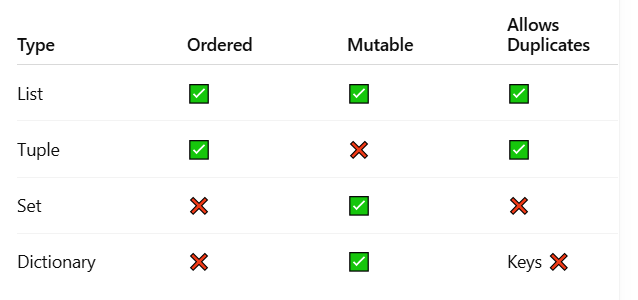 Type Ordered Mutable Allows Duplicates
List ✅ ✅ ✅
Tuple ✅ ❌ ✅
Set ❌ ✅ ❌
Dictionary ❌ ✅ Keys ❌